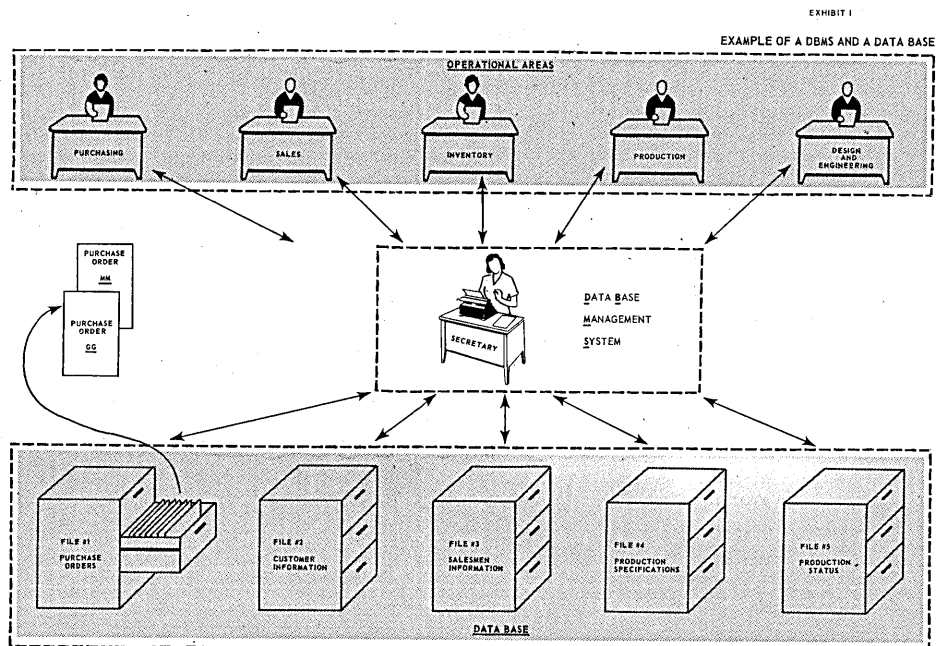 EXHIBIT I
EXAMPLE OF A DBMS AND A DATA BASE
OPERATIONAL AREAS
PURCHASING
SALES
INVENTORY
PRODUCTION
DESIGN
AND
ENGINEERING
PURCHASE
ORDER
MM
PURCHASE
ORDER
GG
SECRETARY
DATA BASE
MANAGEMENT
SYSTEM
FILE #1
PURCHASE
ORDERS
FILE #2
CUSTOMER
INFORMATION
FILE #3
SALESMEN
INFORMATION
FILE #4
PRODUCTION
SPECIFICATIONS
FILE #5
PRODUCTION
STATUS
DATA BASE